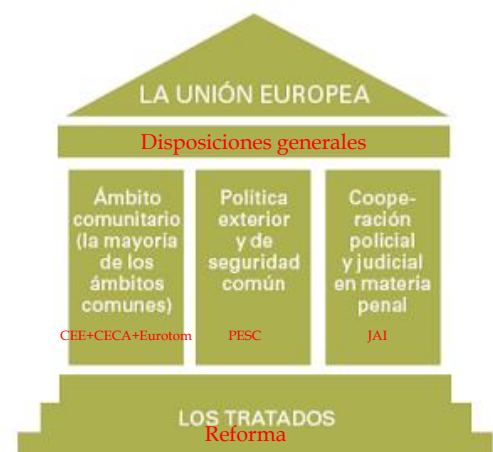 LA UNIÓN EUROPEA
Disposiciones generales
Ámbito
comunitario
(la mayoría
de los
ámbitos
comunes)
CEE+CECA+Eurotom
Política
exterior
y de
seguridad
común
PESC
Coope-
ración
policial
y judicial
en materia
penal
JAI
LOS TRATADOS
Reforma